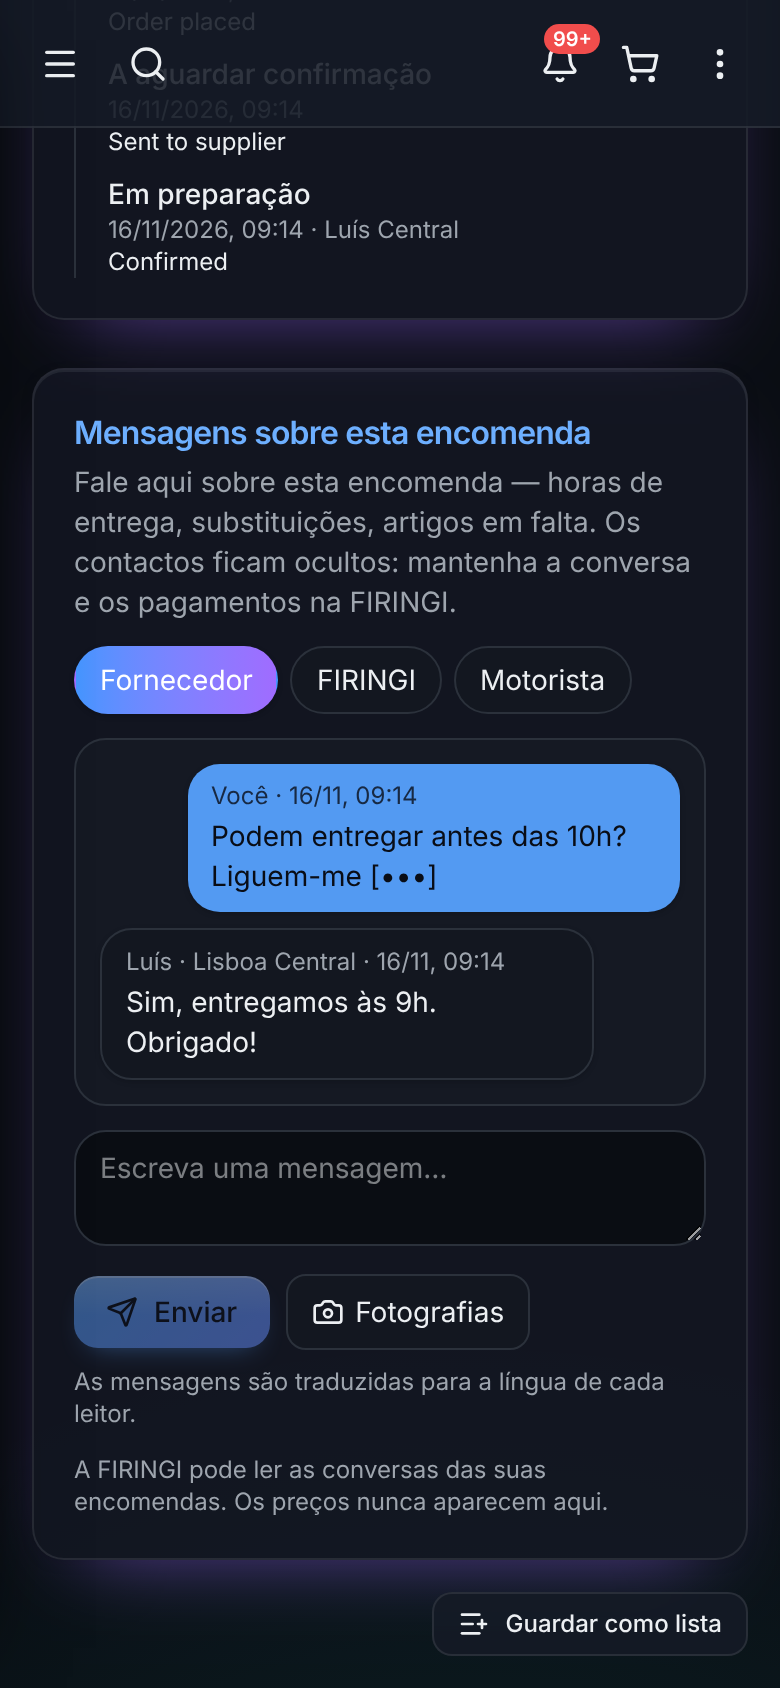 Order placed
99+
A aguardar confirmação
16/11/2026, 09:14
Sent to supplier
Em preparação
16/11/2026, 09:14 · Luís Central
Confirmed
Mensagens sobre esta encomenda
Fale aqui sobre esta encomenda — horas de
entrega, substituições, artigos em falta. Os
contactos ficam ocultos: mantenha a conversa
e os pagamentos na FIRINGI.
Fornecedor
FIRINGI
Motorista
Você · 16/11, 09:14
Podem entregar antes das 10h?
Liguem-me [•••]
Luís · Lisboa Central · 16/11, 09:14
Sim, entregamos às 9h.
Obrigado!
Escreva uma mensagem...
Enviar
Fotografias
As mensagens são traduzidas para a língua de cada
leitor.
A FIRINGI pode ler as conversas das suas
encomendas. Os preços nunca aparecem aqui.
Guardar como lista